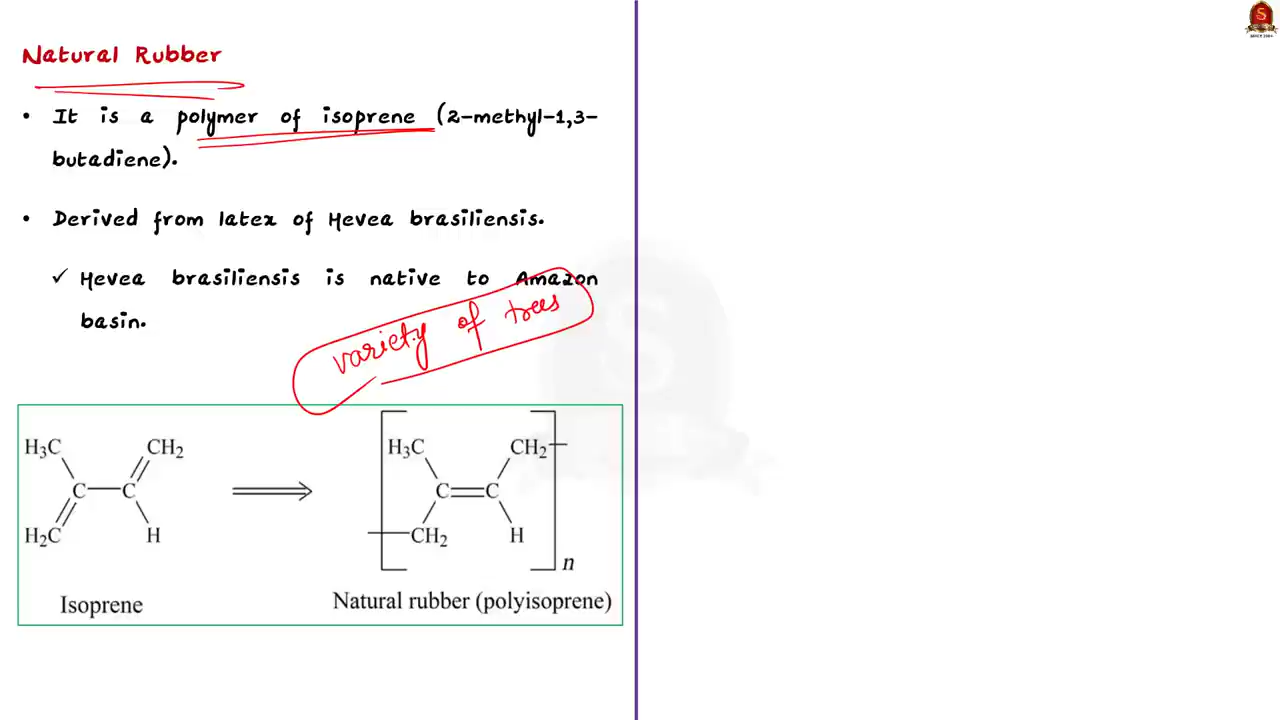 Natural Rubber
• It is a polymer of isoprene (2-methyl-1,3-
butadiene).
• Derived from latex of Hevea brasiliensis.
✓ Hevea brasiliensis is native to Amazon
basin.
variety of trees
H₃C CH₂
C C
H₂C H
Isoprene
H₃C CH₂
C C
CH₂ H
n
Natural rubber (polyisoprene)
S